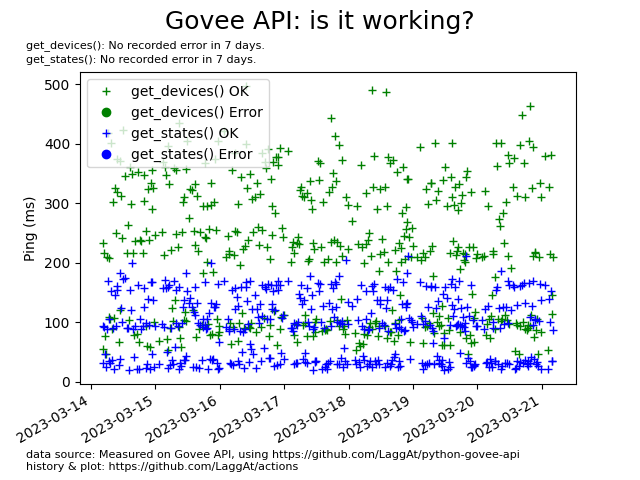 Govee API: is it working?
get_devices(): No recorded error in 7 days.
get_states(): No recorded error in 7 days.
get_devices() OK
get_devices() Error
get_states() OK
get_states() Error
Ping (ms)
500
400
300
200
100
0
2023-03-14
2023-03-15
2023-03-16
2023-03-17
2023-03-18
2023-03-19
2023-03-20
2023-03-21
data source: Measured on Govee API, using https://github.com/LaggAt/python-govee-api
history & plot: https://github.com/LaggAt/actions